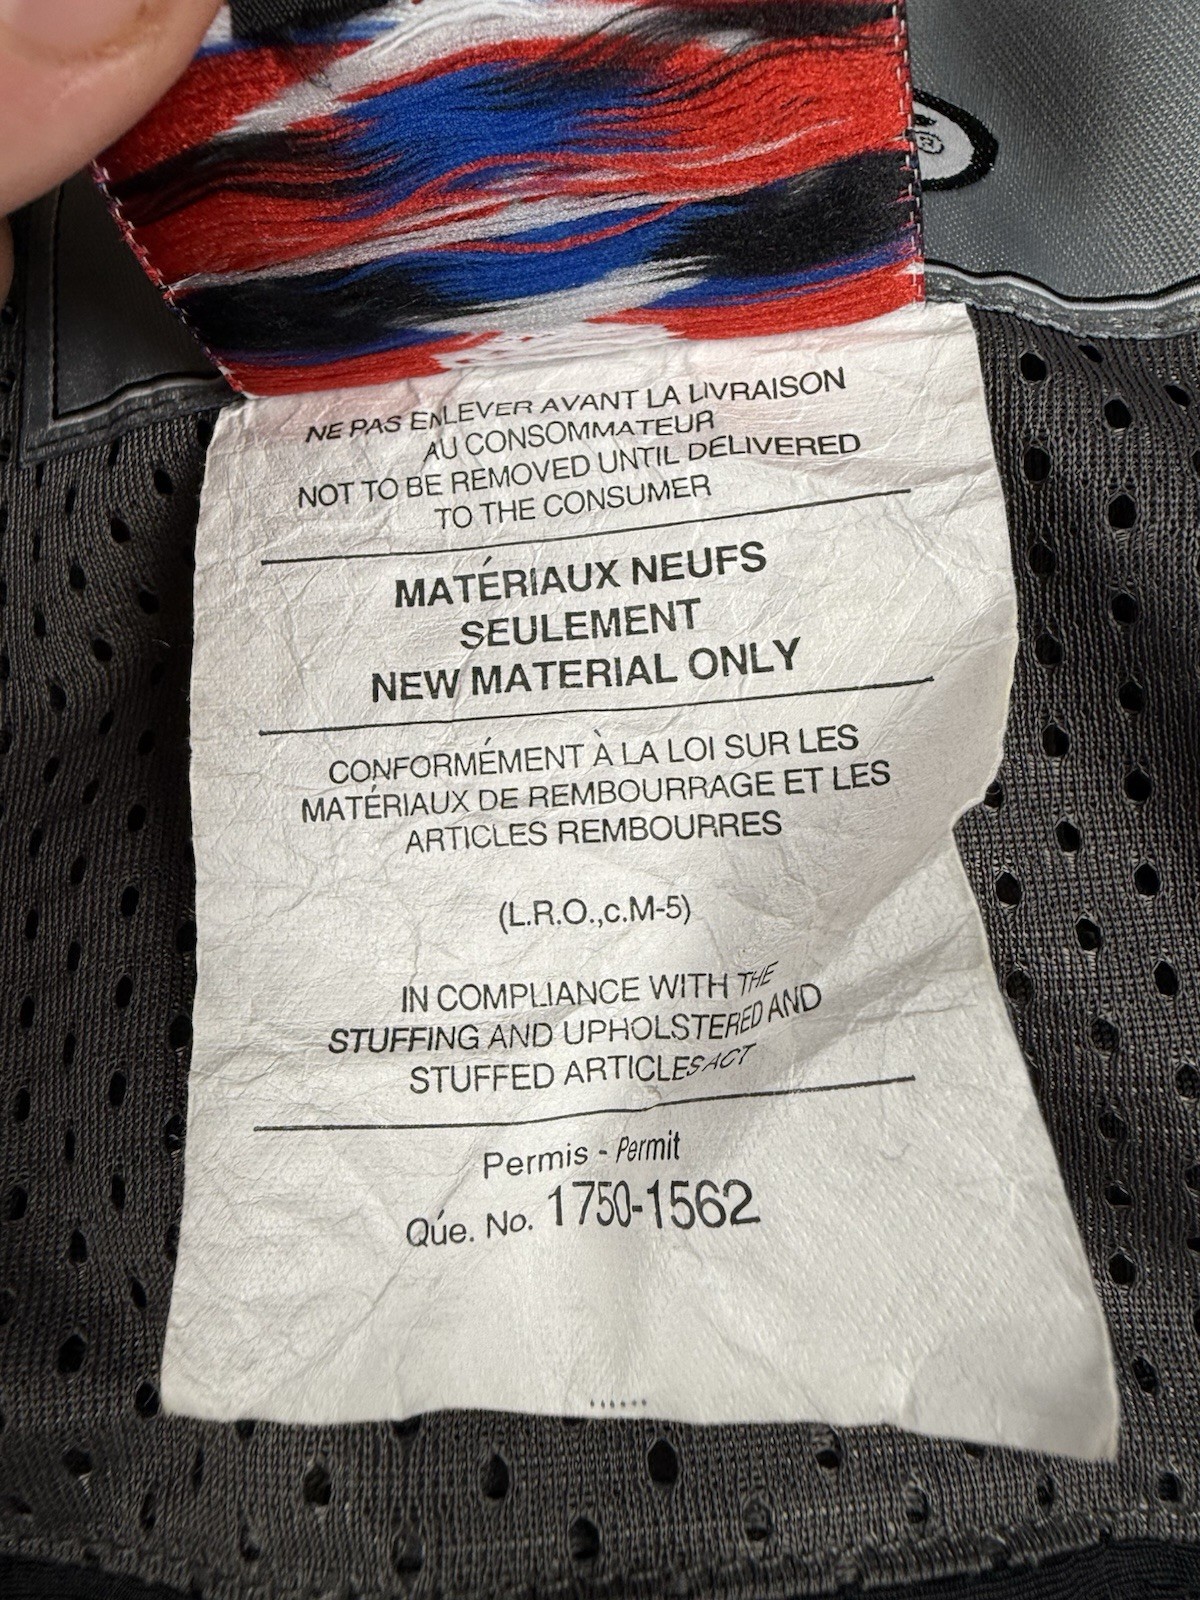 NE PAS ENLEVER AVANT LA LIVRAISON
AU CONSOMMATEUR
NOT TO BE REMOVED UNTIL DELIVERED
TO THE CONSUMER
MATÉRIAUX NEUFS
SEULEMENT
NEW MATERIAL ONLY
CONFORMÉMENT À LA LOI SUR LES
MATÉRIAUX DE REMBOURRAGE ET LES
ARTICLES REMBOURRES
(L.R.O.,c.M-5)
IN COMPLIANCE WITH THE
STUFFING AND UPHOLSTERED AND
STUFFED ARTICLES ACT
Permis - Permit
Qúe. No. 1750-1562